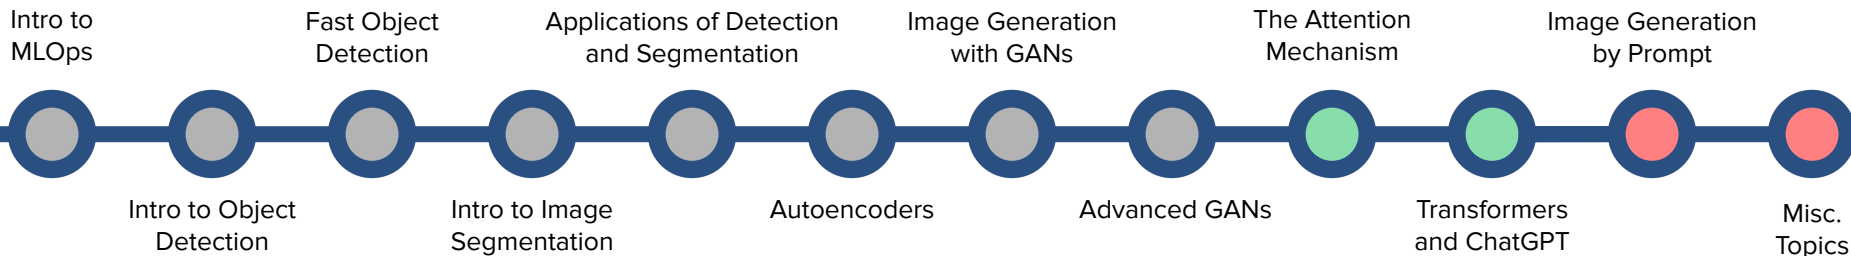 Intro to
MLOps
Fast Object
Detection
Applications of Detection
and Segmentation
Image Generation
with GANs
The Attention
Mechanism
Image Generation
by Prompt
Intro to Object
Detection
Intro to Image
Segmentation
Autoencoders
Advanced GANs
Transformers
and ChatGPT
Misc.
Topics